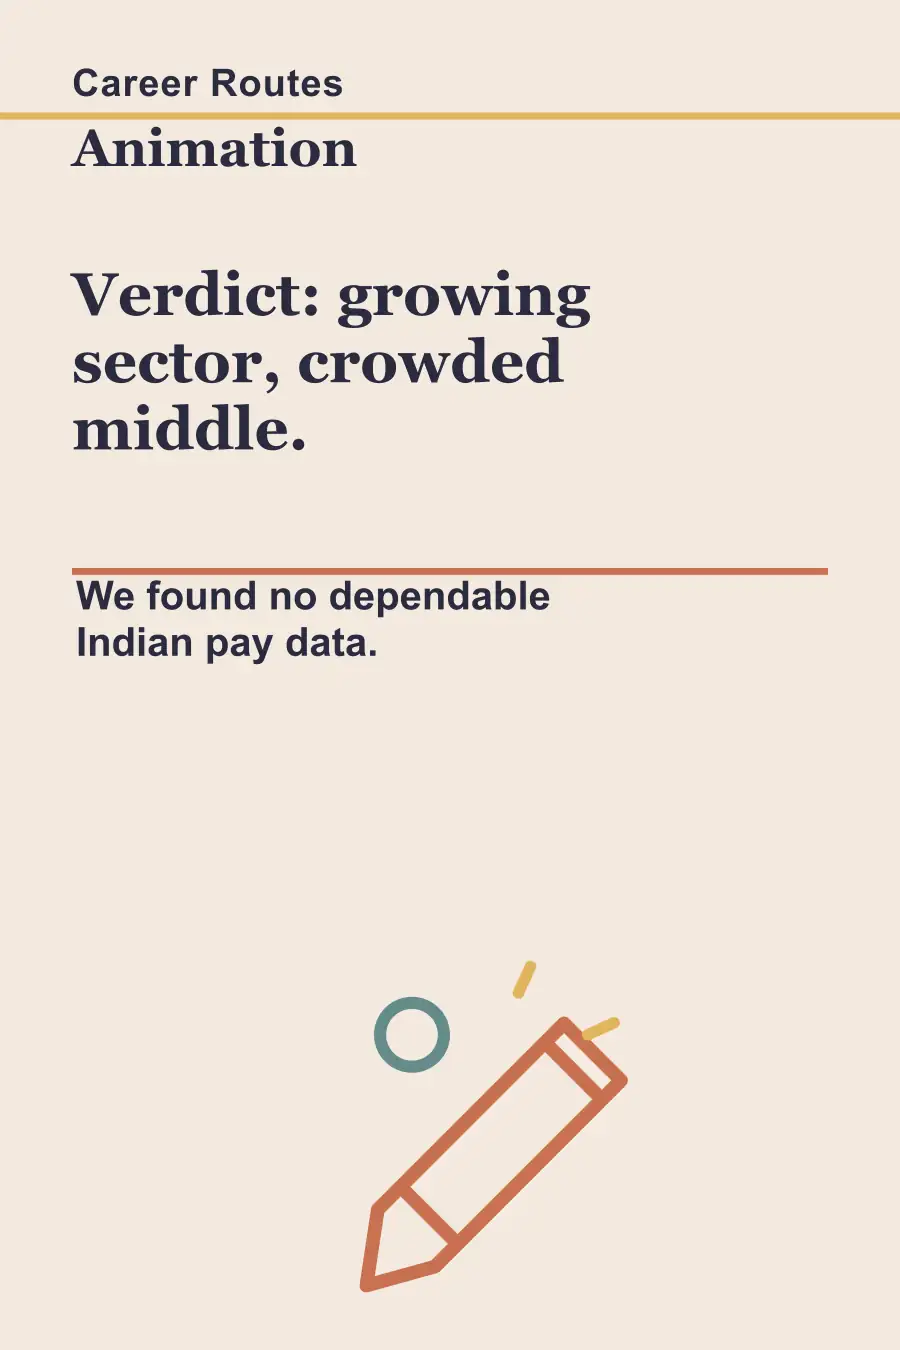 Career Routes
Animation
Verdict: growing
sector, crowded
middle.
We found no dependable
Indian pay data.